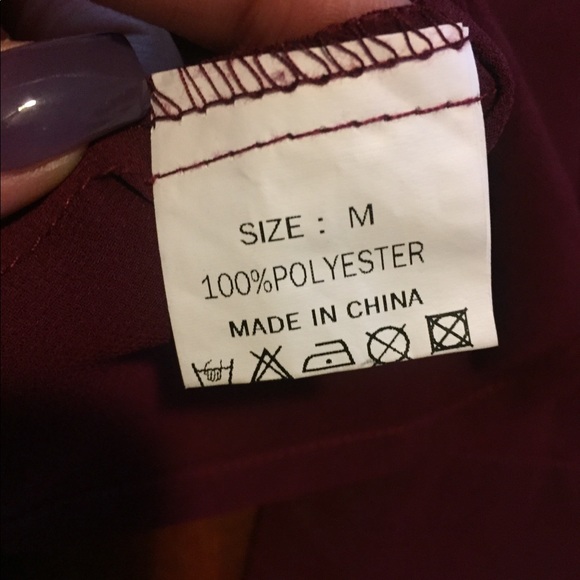 SIZE : M
100%POLYESTER
MADE IN CHINA